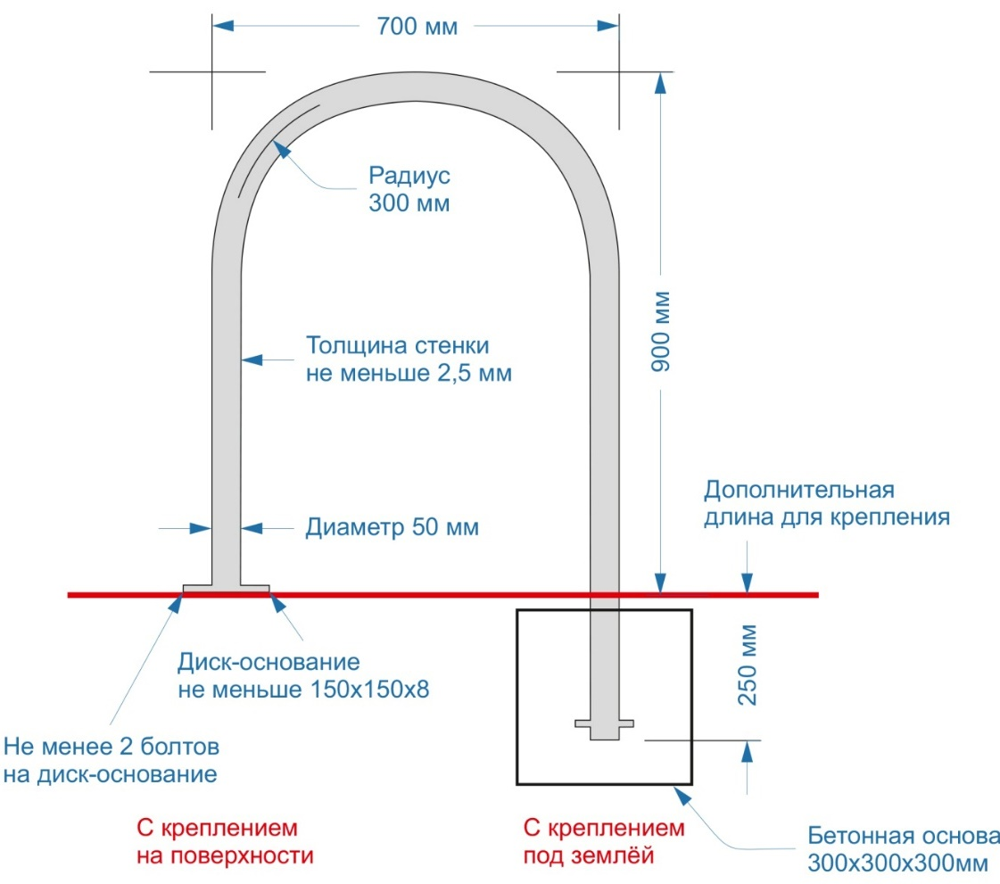 700 мм
Радиус
300 мм
900 мм
Толщина стенки
не меньше 2,5 мм
Дополнительная
длина для крепления
Диаметр 50 мм
250 мм
Диск-основание
не меньше 150х150х8
Не менее 2 болтов
на диск-основание
С креплением
на поверхности
С креплением
под землёй
Бетонная основа
300х300х300мм